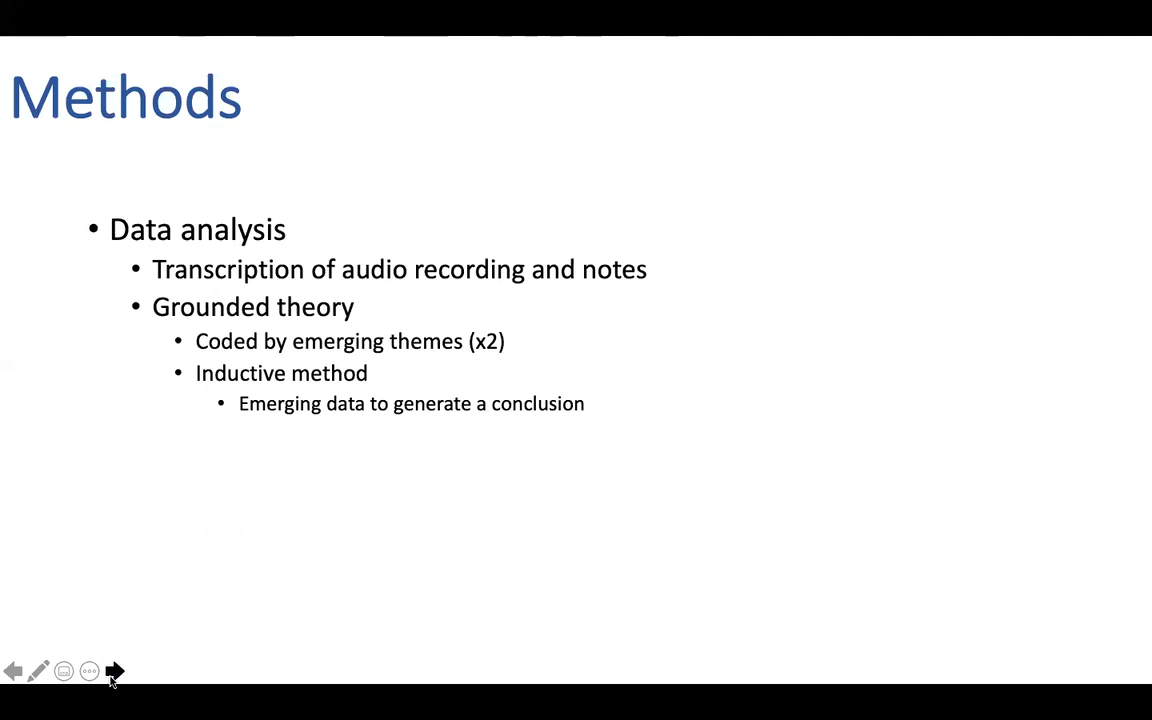 Methods
• Data analysis
• Transcription of audio recording and notes
• Grounded theory
• Coded by emerging themes (x2)
• Inductive method
• Emerging data to generate a conclusion